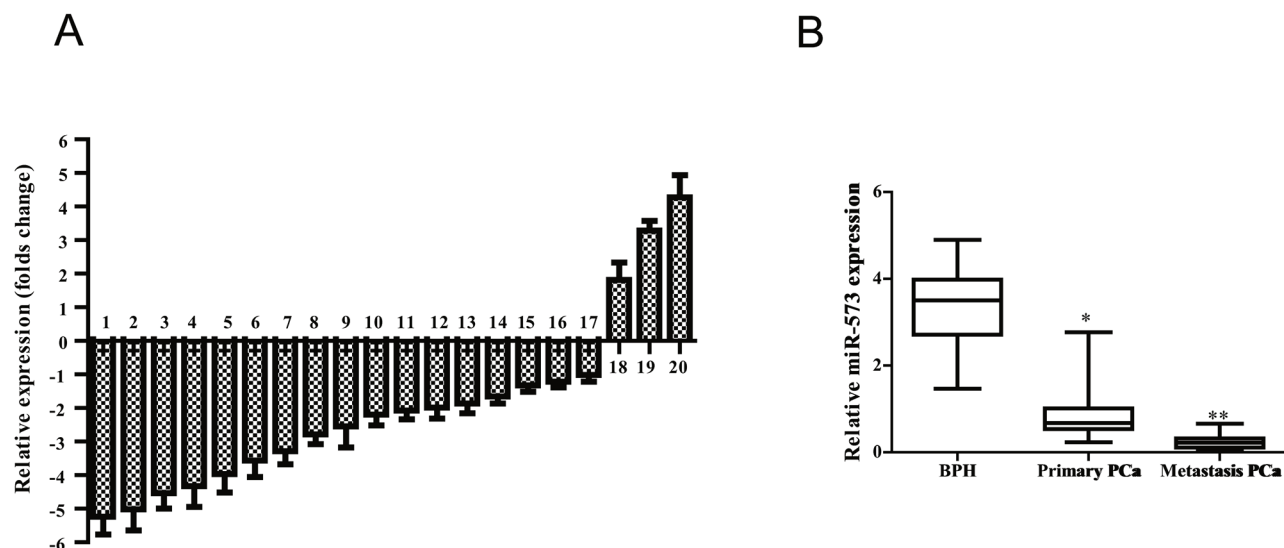 A
B
Relative expression (folds change)
6
5
4
3
2
1
0
-1
-2
-3
-4
-5
-6
1 2 3 4 5 6 7 8 9 10 11 12 13 14 15 16 17
18 19 20
Relative miR-573 expression
6
4
2
0
*
**
BPH Primary PCa Metastasis PCa